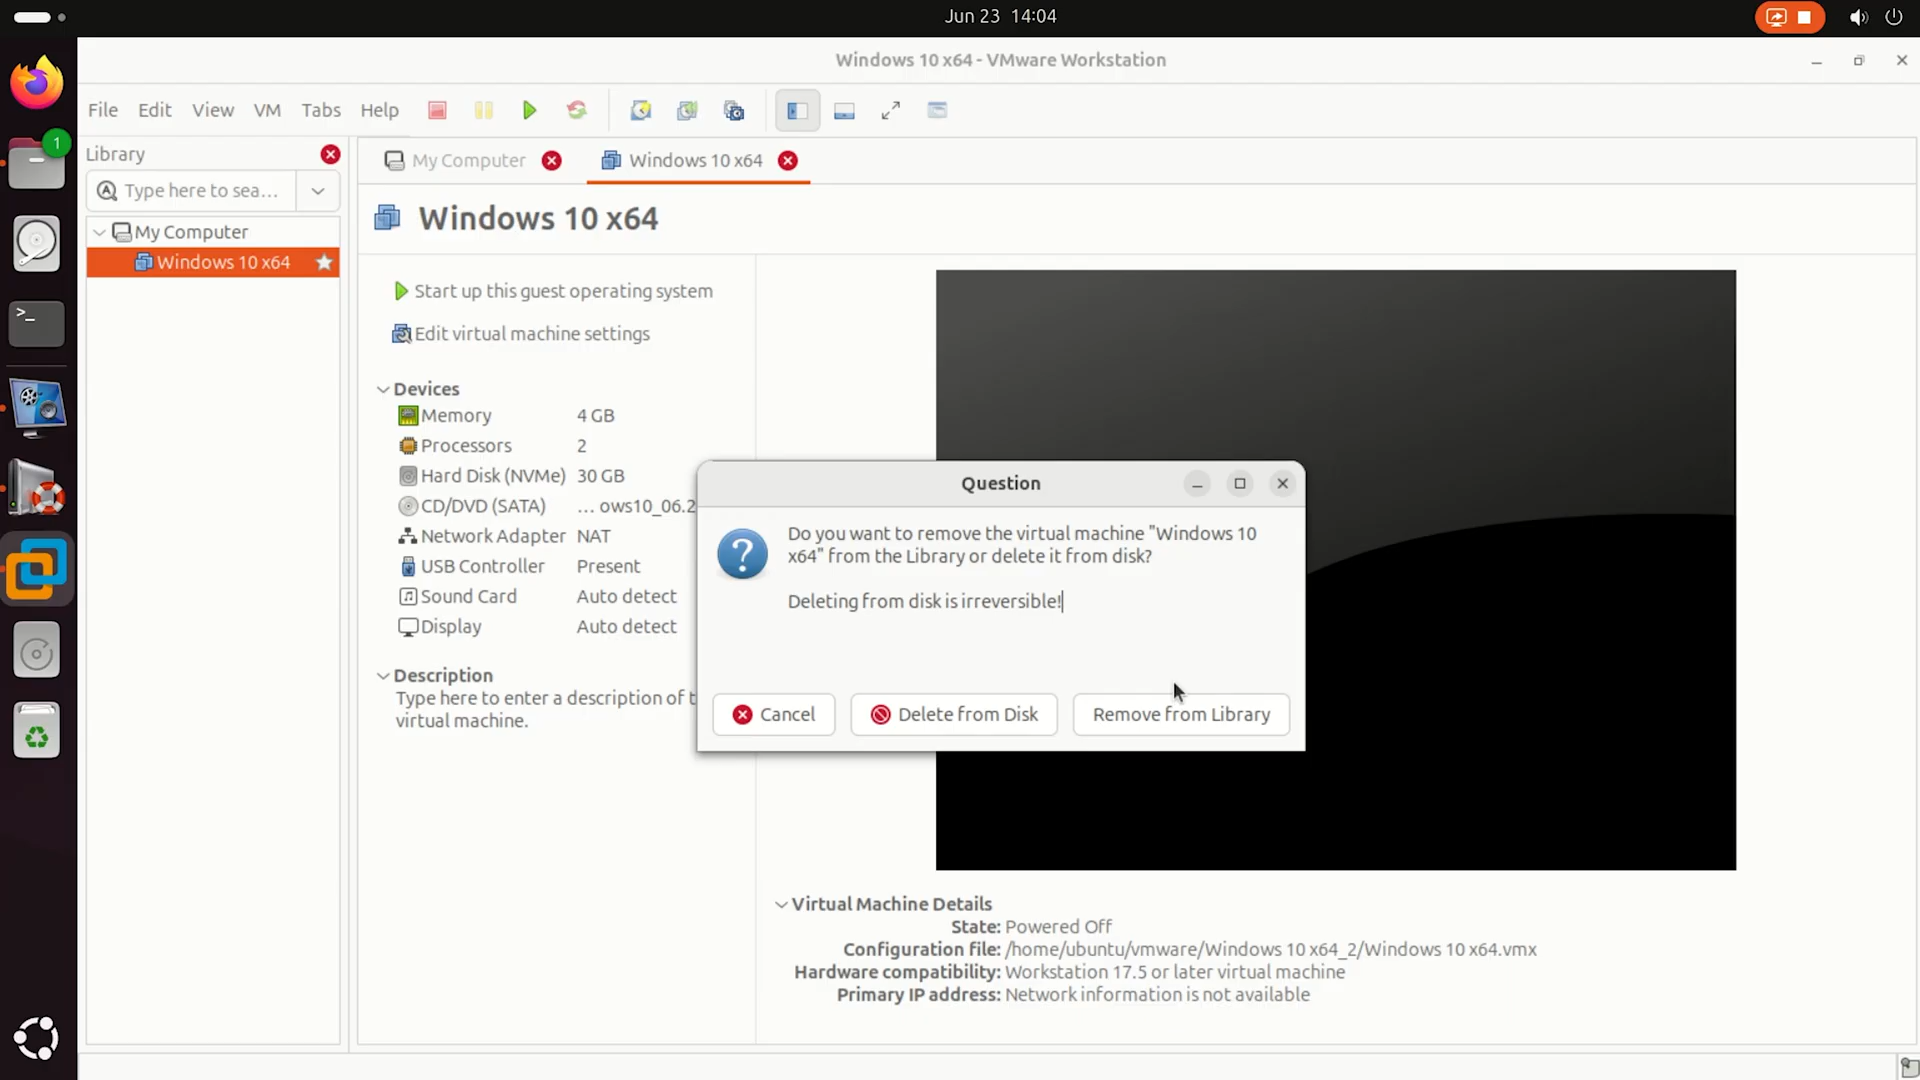 Jun 23 14:04
Windows 10 x64 - VMware Workstation
File Edit View VM Tabs Help
1
Library
Type here to sea...
My Computer
Windows 10 x64
My Computer
Windows 10 x64
Windows 10 x64
Start up this guest operating system
Edit virtual machine settings
Devices
Memory 4 GB
Processors 2
Hard Disk (NVMe) 30 GB
CD/DVD (SATA) ... ows10_06.2
Network Adapter NAT
USB Controller Present
Sound Card Auto detect
Display Auto detect
Description
Type here to enter a description of t
virtual machine.
Question
Do you want to remove the virtual machine "Windows 10
x64" from the Library or delete it from disk?
Deleting from disk is irreversible!
Cancel
Delete from Disk
Remove from Library
Virtual Machine Details
State: Powered Off
Configuration file: /home/ubuntu/vmware/Windows 10 x64_2/Windows 10 x64.vmx
Hardware compatibility: Workstation 17.5 or later virtual machine
Primary IP address: Network information is not available